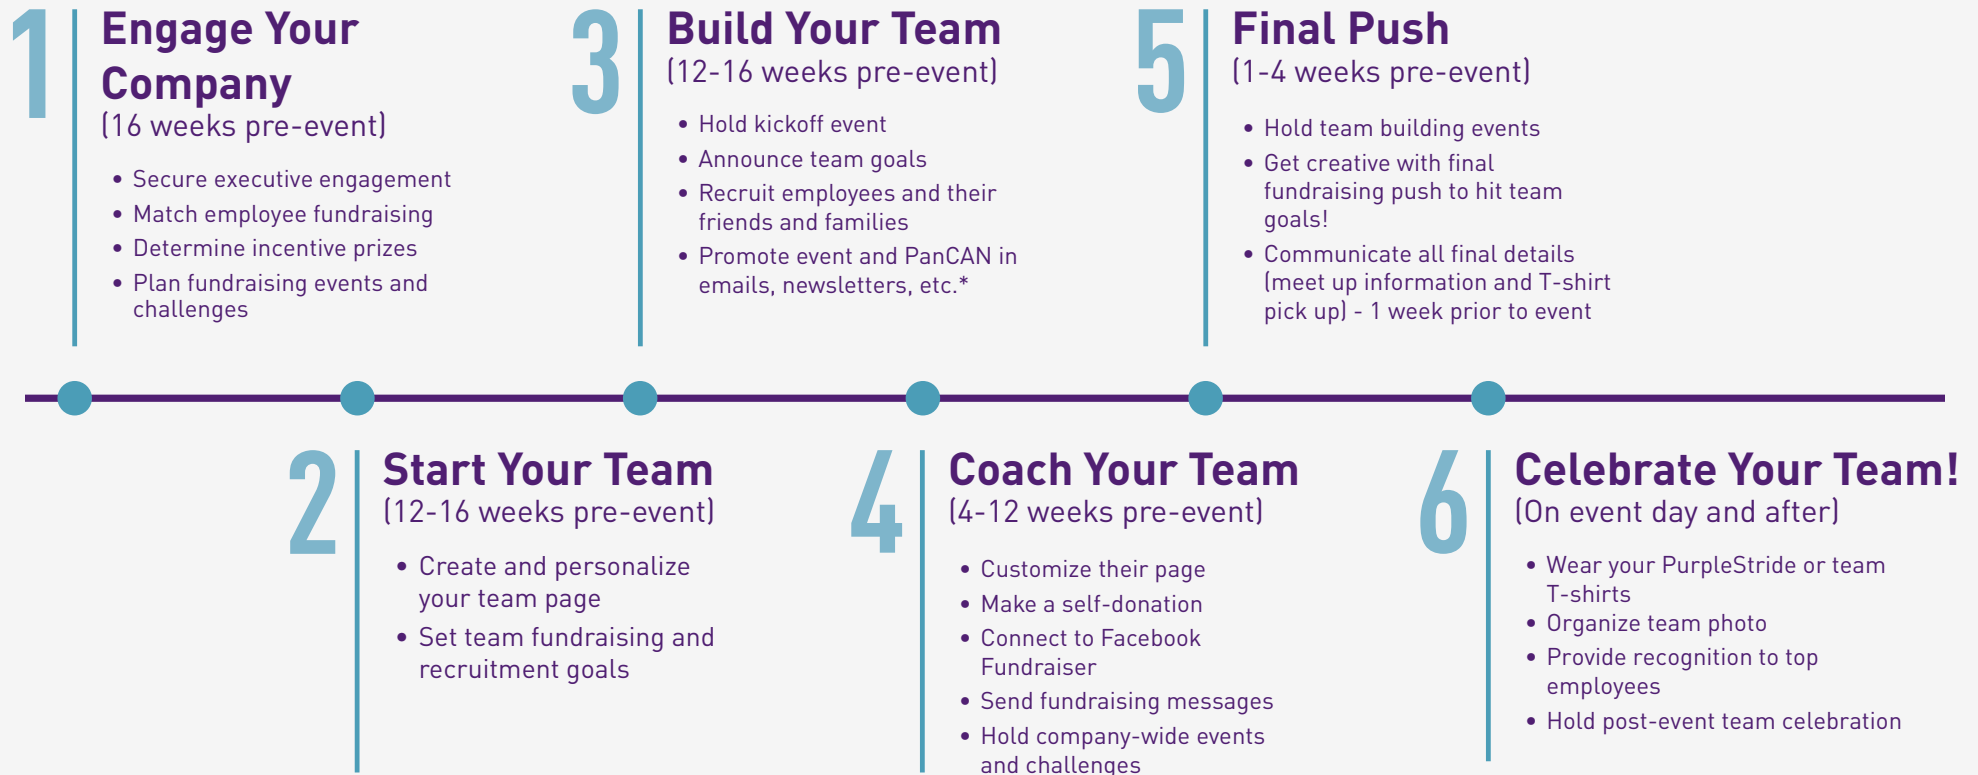 1
Engage Your
Company
(16 weeks pre-event)
• Secure executive engagement
• Match employee fundraising
• Determine incentive prizes
• Plan fundraising events and
challenges
2
Start Your Team
(12-16 weeks pre-event)
• Create and personalize
your team page
• Set team fundraising and
recruitment goals
3
Build Your Team
(12-16 weeks pre-event)
• Hold kickoff event
• Announce team goals
• Recruit employees and their
friends and families
• Promote event and PanCAN in
emails, newsletters, etc.*
4
Coach Your Team
(4-12 weeks pre-event)
• Customize their page
• Make a self-donation
• Connect to Facebook
Fundraiser
• Send fundraising messages
• Hold company-wide events
and challenges
5
Final Push
(1-4 weeks pre-event)
• Hold team building events
• Get creative with final
fundraising push to hit team
goals!
• Communicate all final details
(meet up information and T-shirt
pick up) - 1 week prior to event
6
Celebrate Your Team!
(On event day and after)
• Wear your PurpleStride or team
T-shirts
• Organize team photo
• Provide recognition to top
employees
• Hold post-event team celebration